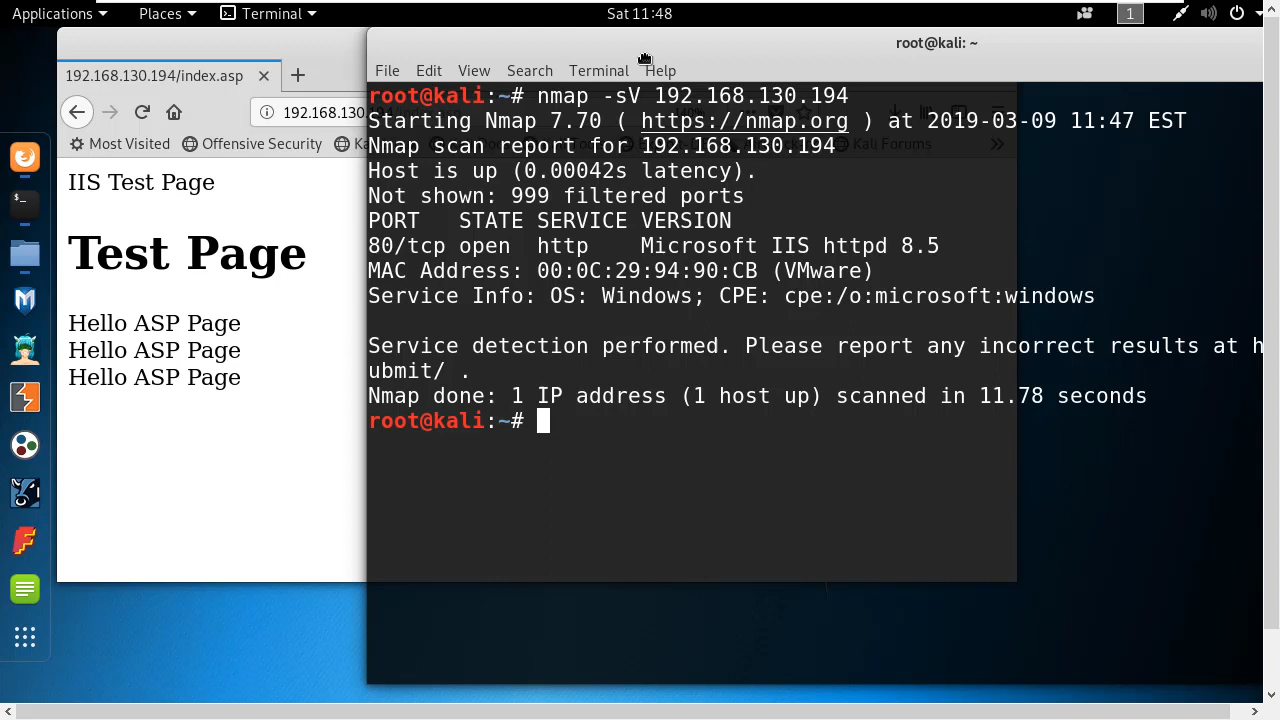 Applications Places Terminal Sat 11:48 1
root@kali: ~
192.168.130.194/index.asp
File Edit View Search Terminal Help
192.168.130.
Most Visited Offensive Security Kali Forums
IIS Test Page
Test Page
Hello ASP Page
Hello ASP Page
Hello ASP Page
root@kali:~# nmap -sV 192.168.130.194
Starting Nmap 7.70 ( https://nmap.org ) at 2019-03-09 11:47 EST
Nmap scan report for 192.168.130.194
Host is up (0.00042s latency).
Not shown: 999 filtered ports
PORT STATE SERVICE VERSION
80/tcp open http Microsoft IIS httpd 8.5
MAC Address: 00:0C:29:94:90:CB (VMware)
Service Info: OS: Windows; CPE: cpe:/o:microsoft:windows
Service detection performed. Please report any incorrect results at h
ubmit/ .
Nmap done: 1 IP address (1 host up) scanned in 11.78 seconds
root@kali:~#